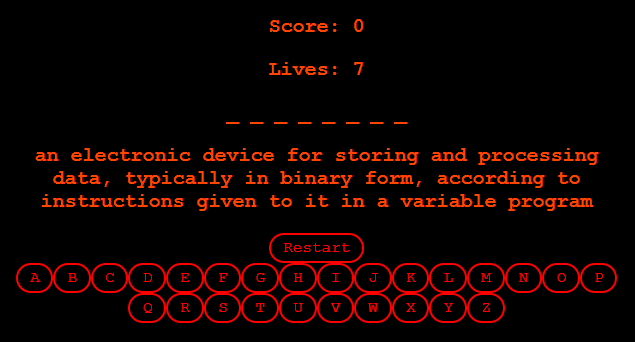 Score: 0
Lives: 7
_ _ _ _ _ _ _ _
an electronic device for storing and processing
data, typically in binary form, according to
instructions given to it in a variable program
Restart
A B C D E F G H I J K L M N O P
Q R S T U V W X Y Z